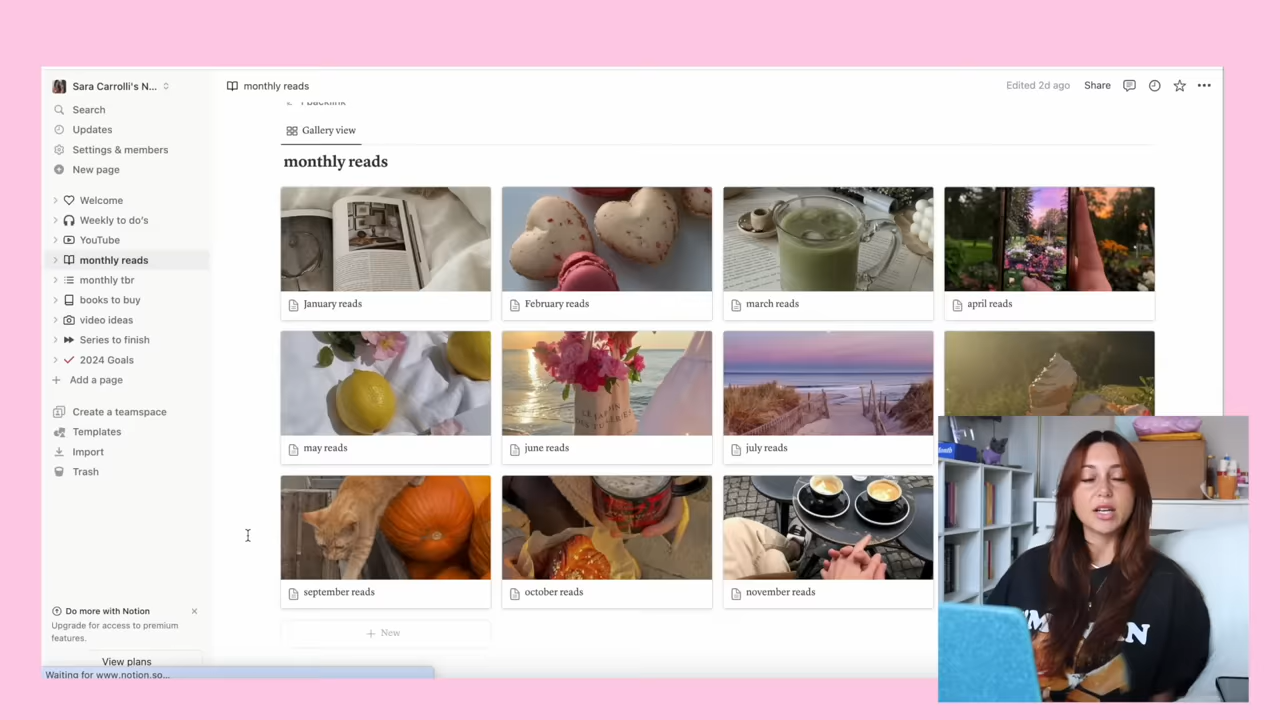 Sara Carrolli's N...
Search
Updates
Settings & members
New page
Welcome
Weekly to do's
YouTube
monthly reads
monthly tbr
books to buy
video ideas
Series to finish
2024 Goals
Add a page
Create a teamspace
Templates
Import
Trash
Do more with Notion
Upgrade for access to premium
features.
View plans
Waiting for www.notion.so...
monthly reads
Edited 2d ago
Share
1 backlink
Gallery view
monthly reads
January reads
February reads
march reads
april reads
may reads
june reads
july reads
september reads
october reads
november reads
New